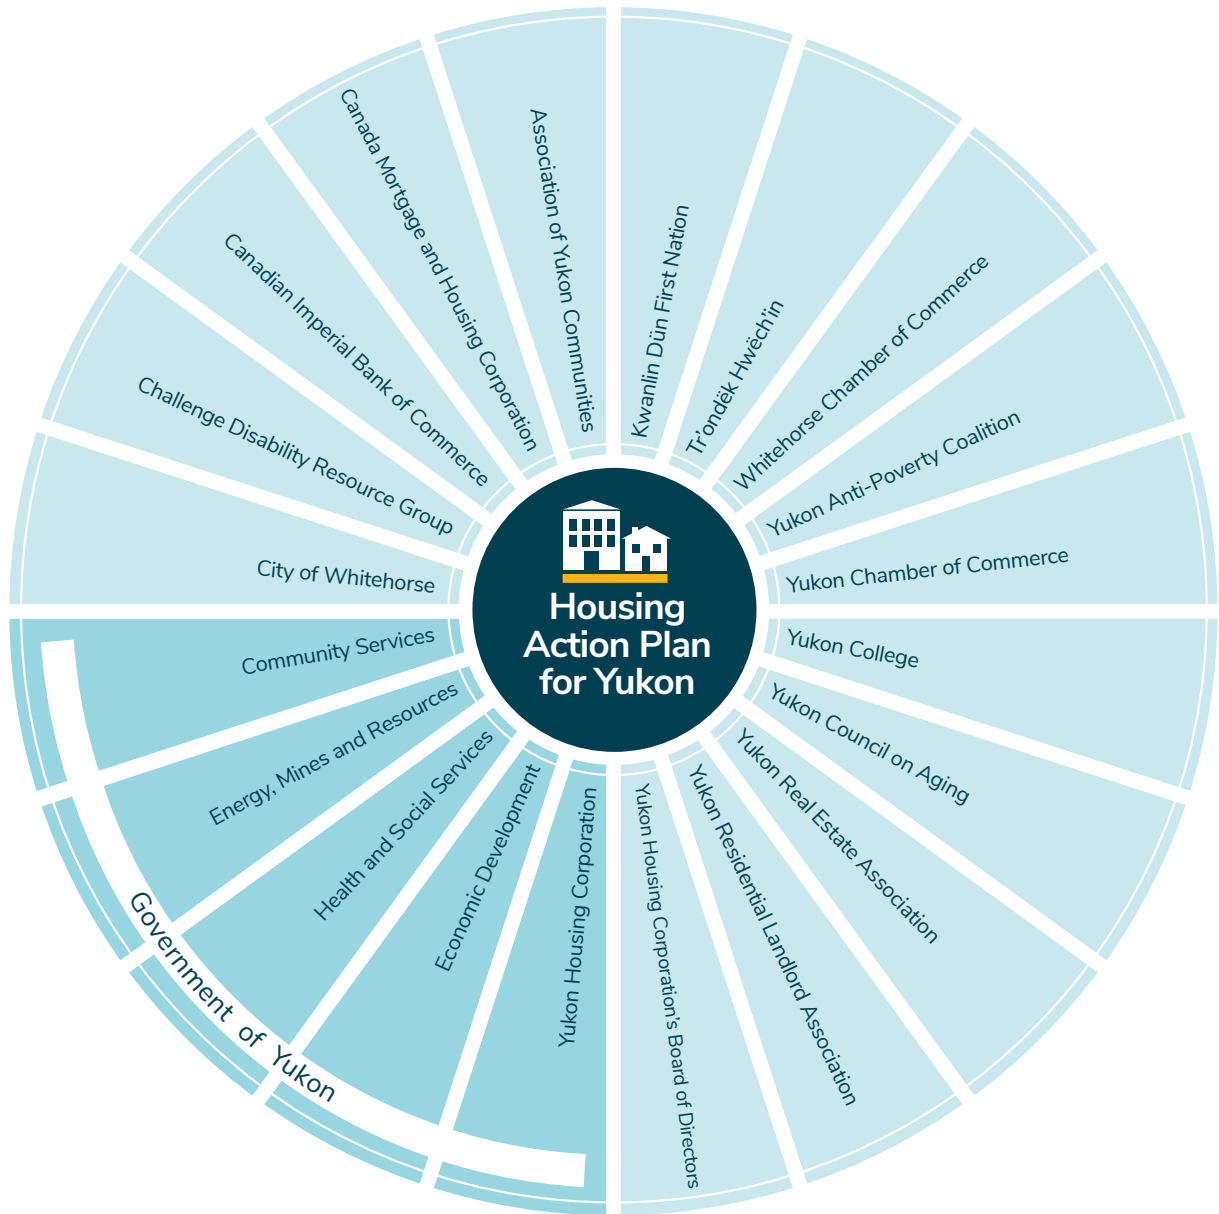 Housing
Action Plan
for Yukon
Kwanlin Dün First Nation
Tr'ondëk Hwëch'in
Whitehorse Chamber of Commerce
Yukon Anti-Poverty Coalition
Yukon Chamber of Commerce
Yukon College
Yukon Council on Aging
Yukon Real Estate Association
Yukon Residential Landlord Association
Yukon Housing Corporation's Board of Directors
Yukon Housing Corporation
Economic Development
Health and Social Services
Energy, Mines and Resources
Community Services
Government of Yukon
City of Whitehorse
Challenge Disability Resource Group
Canadian Imperial Bank of Commerce
Canada Mortgage and Housing Corporation
Association of Yukon Communities